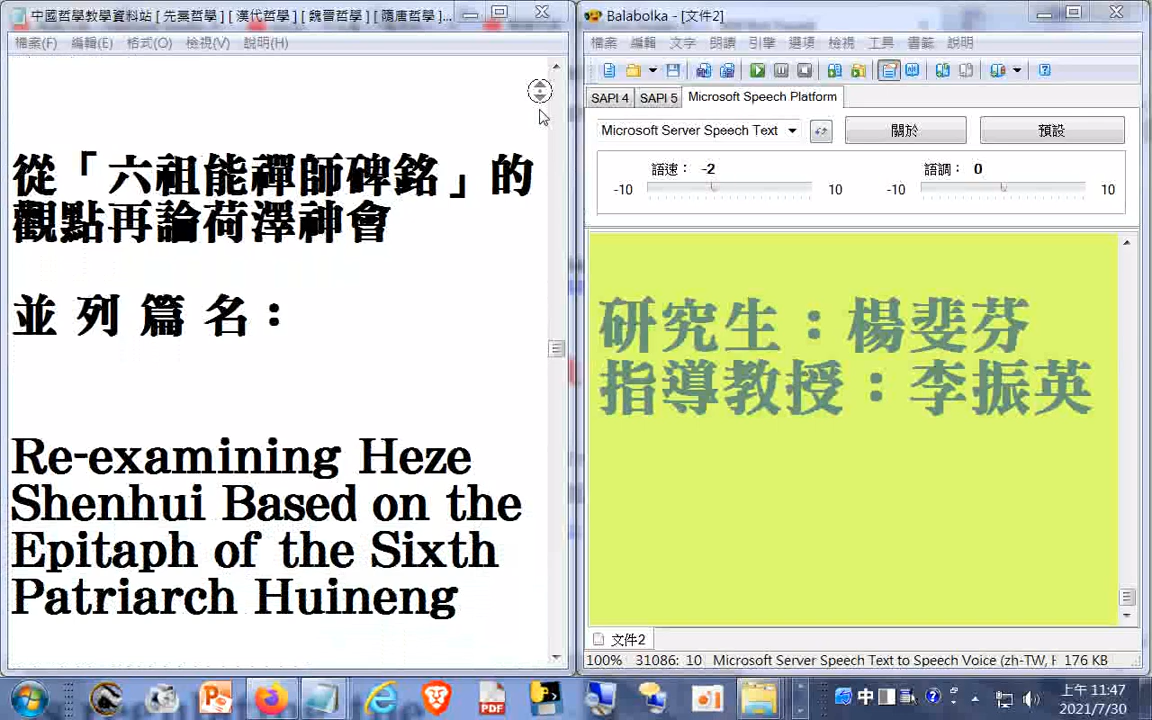 中國哲學教學資料站 [ 先秦哲學 ] [ 漢代哲學 ] [ 魏晉哲學 ] [ 隋唐哲學 ]...
檔案(F) 編輯(E) 格式(O) 檢視(V) 說明(H)
從「六祖能禪師碑銘」的
觀點再論荷澤神會
並 列 篇 名：
Re-examining Heze
Shenhui Based on the
Epitaph of the Sixth
Patriarch Huineng
Balabolka - [文件2]
檔案 編輯 文字 朗讀 引擎 選項 檢視 工具 書籤 說明
SAPI 4 SAPI 5 Microsoft Speech Platform
Microsoft Server Speech Text 關於 預設
語速： -2 語調： 0
-10 10 -10 10
研究生：楊斐芬
指導教授：李振英
文件2
100% 31086: 10 Microsoft Server Speech Text to Speech Voice (zh-TW, H 176 KB
中
上午 11:47
2021/7/30